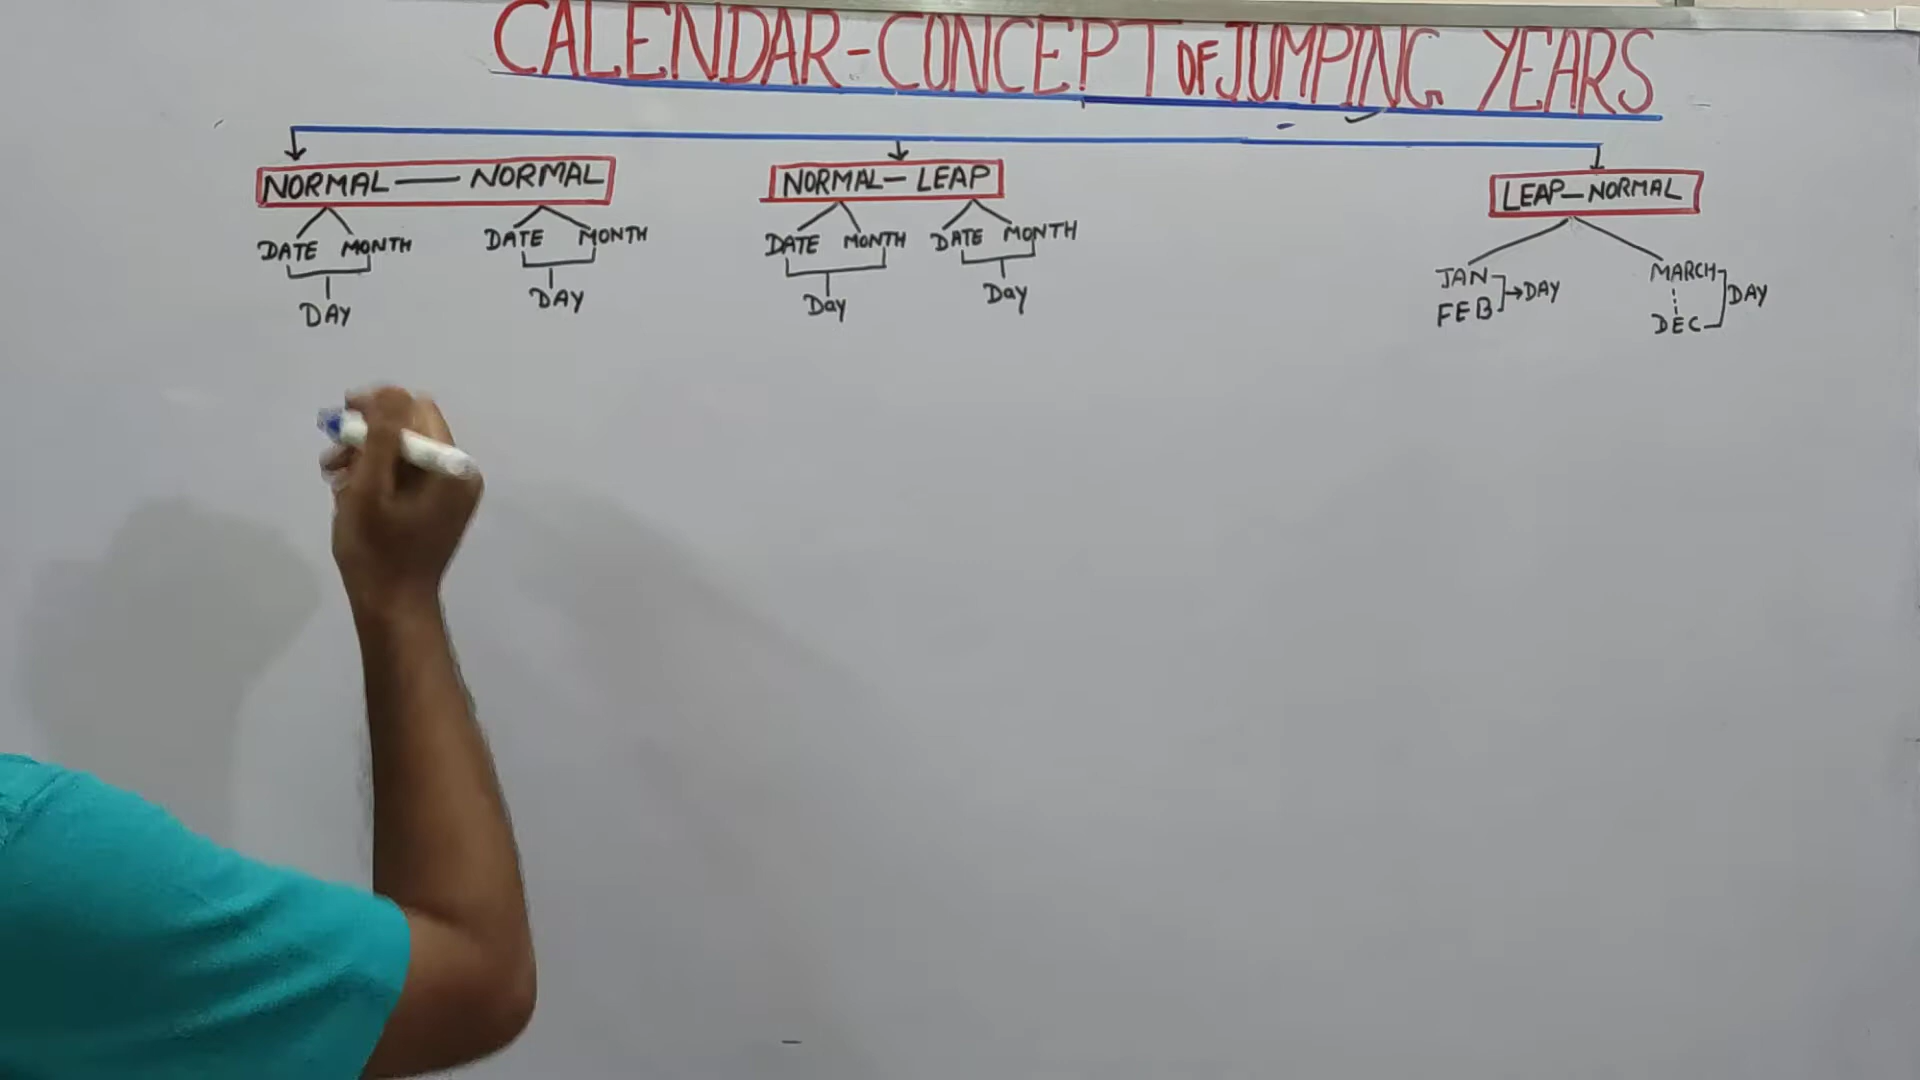 CALENDAR-CONCEPT OF JUMPING YEARS
NORMAL — NORMAL
DATE MONTH DATE MONTH
DAY DAY
NORMAL-LEAP
DATE MONTH DATE MONTH
Day Day
LEAP-NORMAL
JAN
FEB
DAY
MARCH
DEC
DAY